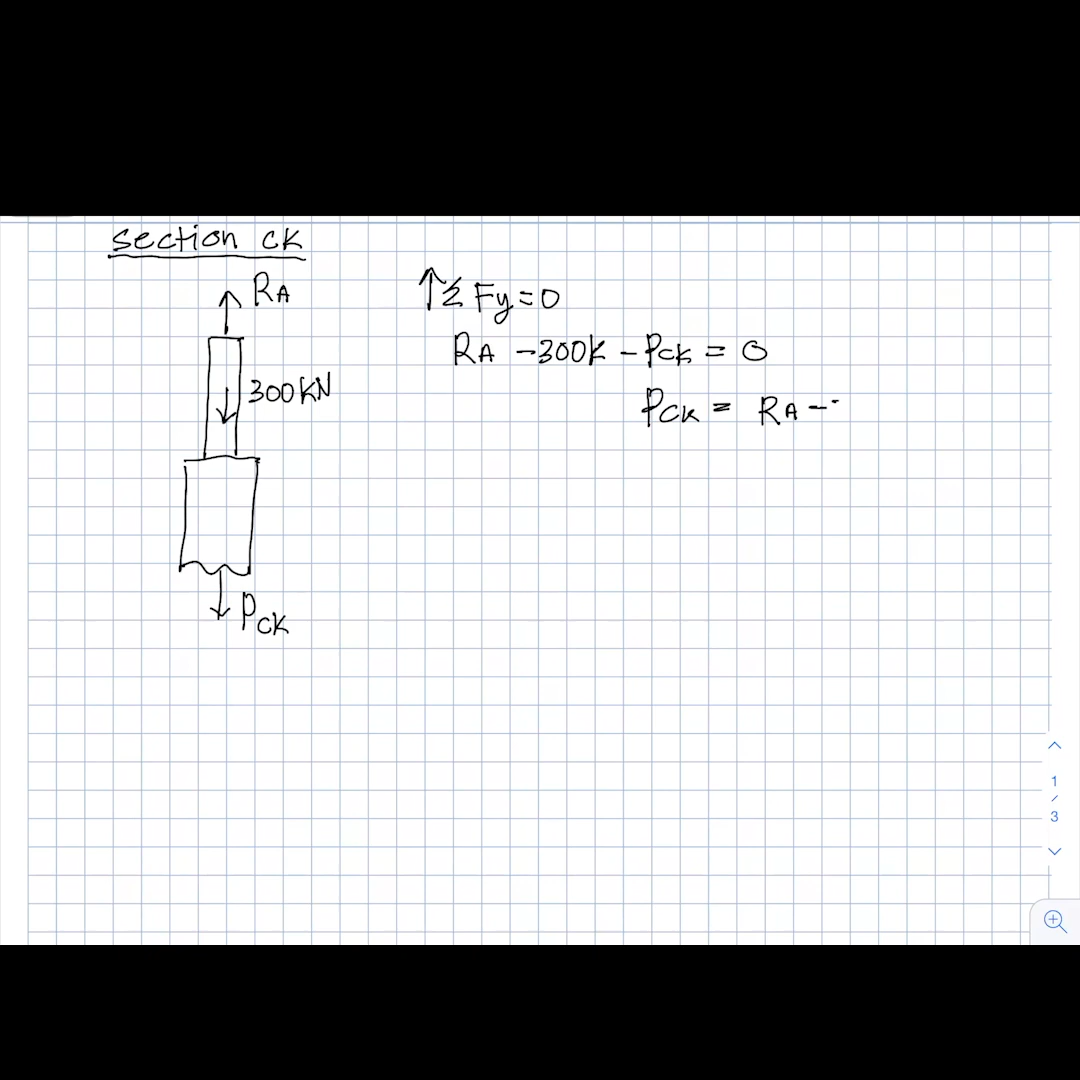 section CK
RA
↑Σ Fy = 0
RA - 300K - PCK = 0
300KN
PCK = RA -
PCK
1
/
3